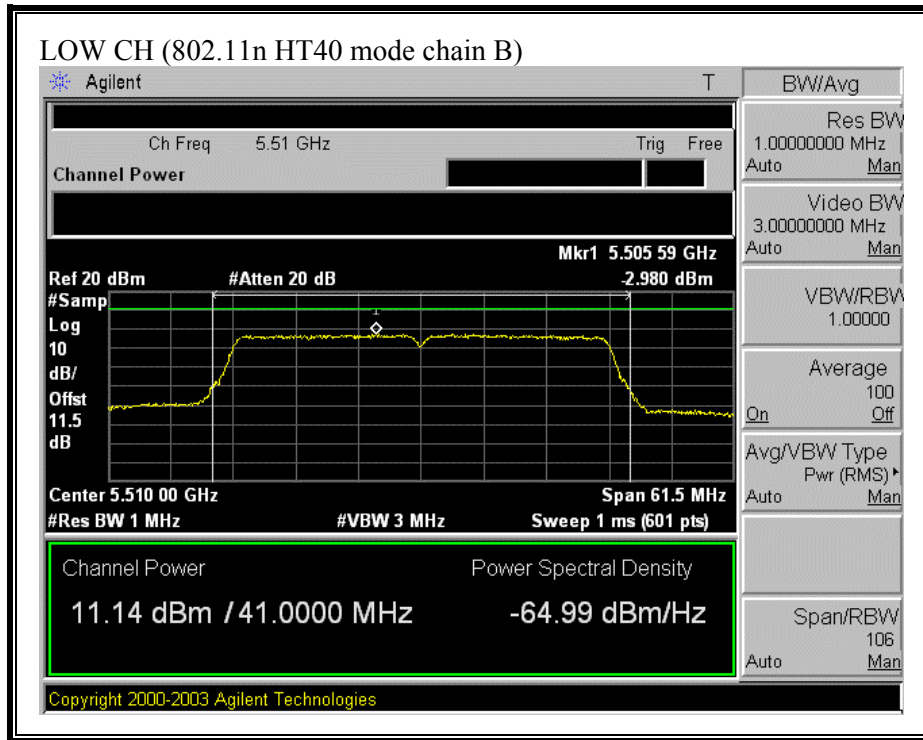 LOW CH (802.11n HT40 mode chain B)
Agilent T
Ch Freq 5.51 GHz Trig Free
Channel Power
Mkr1 5.505 59 GHz
Ref 20 dBm #Atten 20 dB -2.980 dBm
#Samp
Log
10
dB/
Offst
11.5
dB
1
Center 5.510 00 GHz Span 61.5 MHz
#Res BW 1 MHz #VBW 3 MHz Sweep 1 ms (601 pts)
Channel Power Power Spectral Density
11.14 dBm / 41.0000 MHz -64.99 dBm/Hz
Copyright 2000-2003 Agilent Technologies
BW/Avg
Res BW
1.00000000 MHz
Auto Man
Video BW
3.00000000 MHz
Auto Man
VBW/RBW
1.00000
Average
100
On Off
Avg/VBW Type
Pwr (RMS)
Auto Man
Span/RBW
106
Auto Man